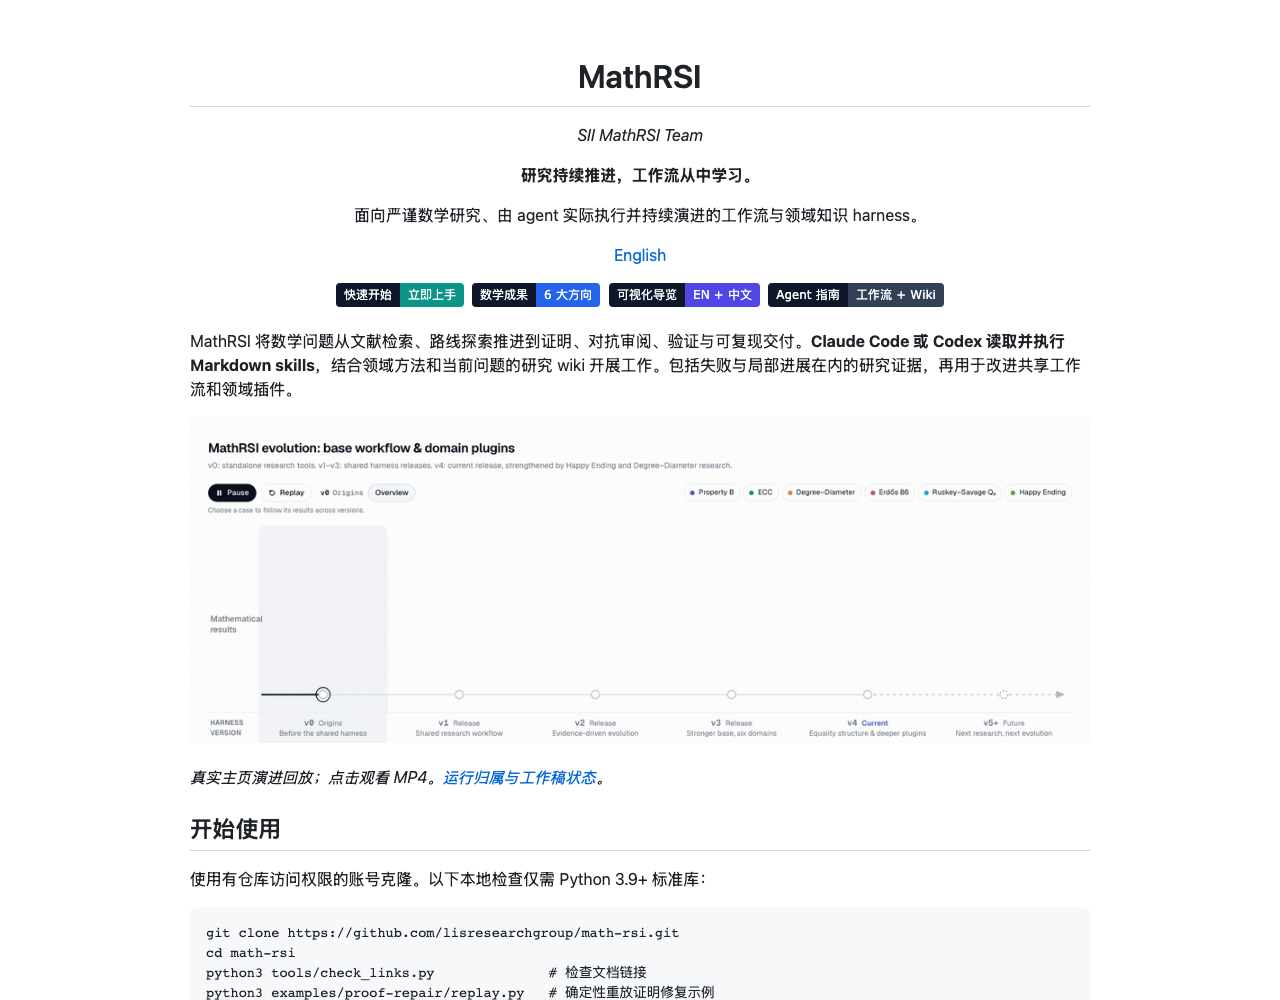 MathRSI
SII MathRSI Team
研究持续推进，工作流从中学习。
面向严谨数学研究、由 agent 实际执行并持续演进的工作流与领域知识 harness。
English
快速开始 立即上手 数学成果 6 大方向 可视化导览 EN + 中文 Agent 指南 工作流 + Wiki
MathRSI 将数学问题从文献检索、路线探索推进到证明、对抗审阅、验证与可复现交付。Claude Code 或 Codex 读取并执行
Markdown skills，结合领域方法和当前问题的研究 wiki 开展工作。包括失败与局部进展在内的研究证据，再用于改进共享工作
流和领域插件。
MathRSI evolution: base workflow & domain plugins
v0: standalone research tools. v1–v3: shared harness releases. v4: current release, strengthened by Happy Ending and Degree–Diameter research.
Pause Replay v0 Origins Overview Property B ECC Degree–Diameter Erdős 86 Ruskey–Savage Q₆ Happy Ending
Choose a case to follow its results across versions.
Mathematical
results
HARNESS
VERSION
v0 Origins
Before the shared harness
v1 Release
Shared research workflow
v2 Release
Evidence-driven evolution
v3 Release
Stronger base, six domains
v4 Current
Equality structure & deeper plugins
v5+ Future
Next research, next evolution
真实主页演进回放；点击观看 MP4。运行归属与工作稿状态。
开始使用
使用有仓库访问权限的账号克隆。以下本地检查仅需 Python 3.9+ 标准库：
git clone https://github.com/lisresearchgroup/math-rsi.git
cd math-rsi
python3 tools/check_links.py # 检查文档链接
python3 examples/proof-repair/replay.py # 确定性重放证明修复示例